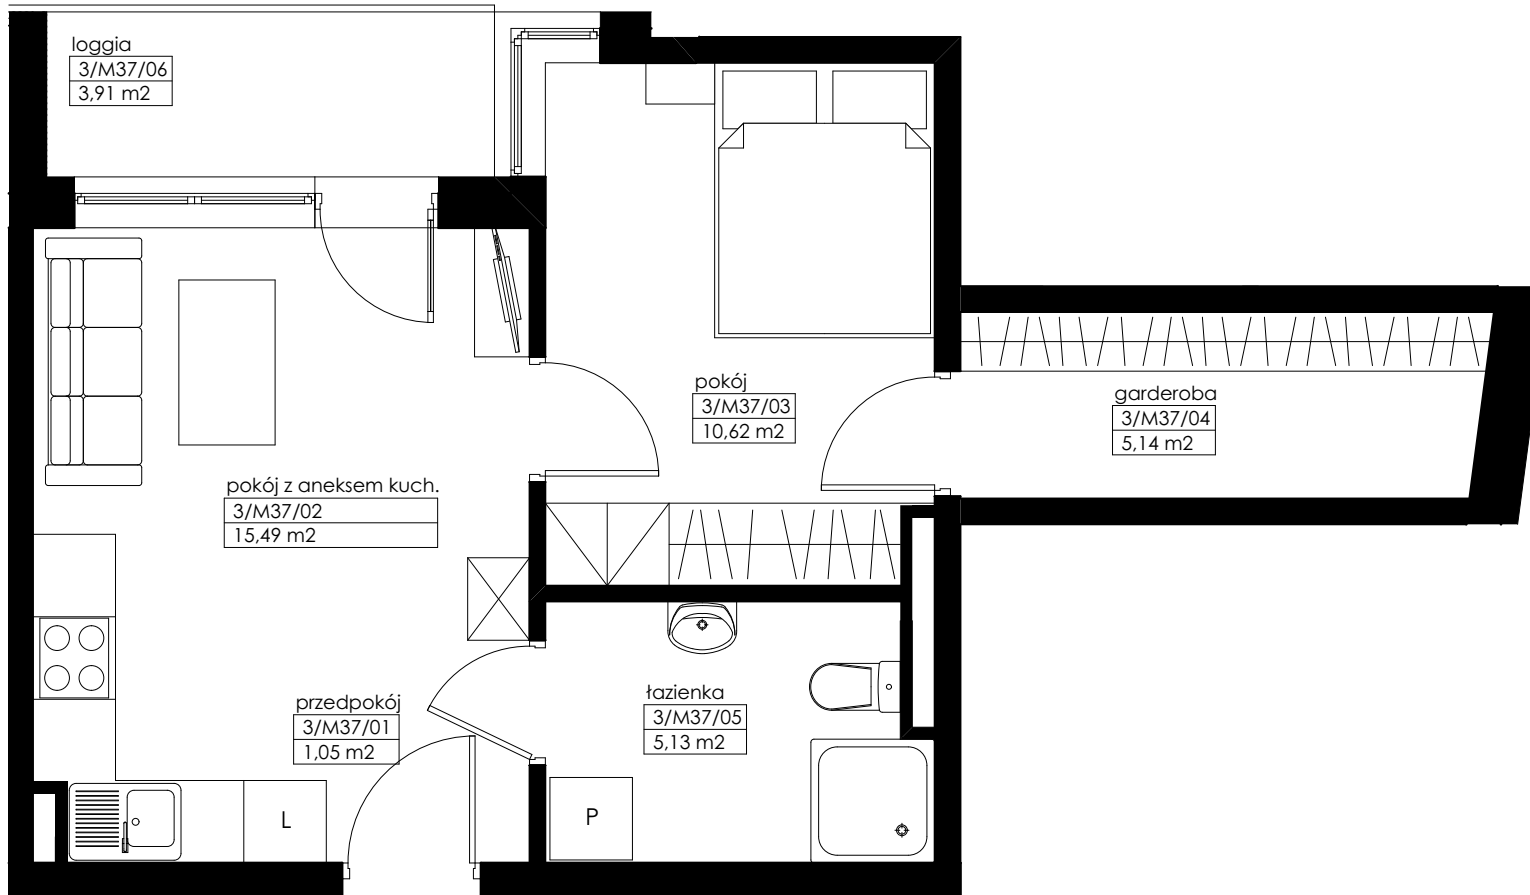 loggia
3/M37/06
3,91 m2
pokój
3/M37/03
10,62 m2
garderoba
3/M37/04
5,14 m2
pokój z aneksem kuch.
3/M37/02
15,49 m2
przedpokój
3/M37/01
1,05 m2
łazienka
3/M37/05
5,13 m2
L
P